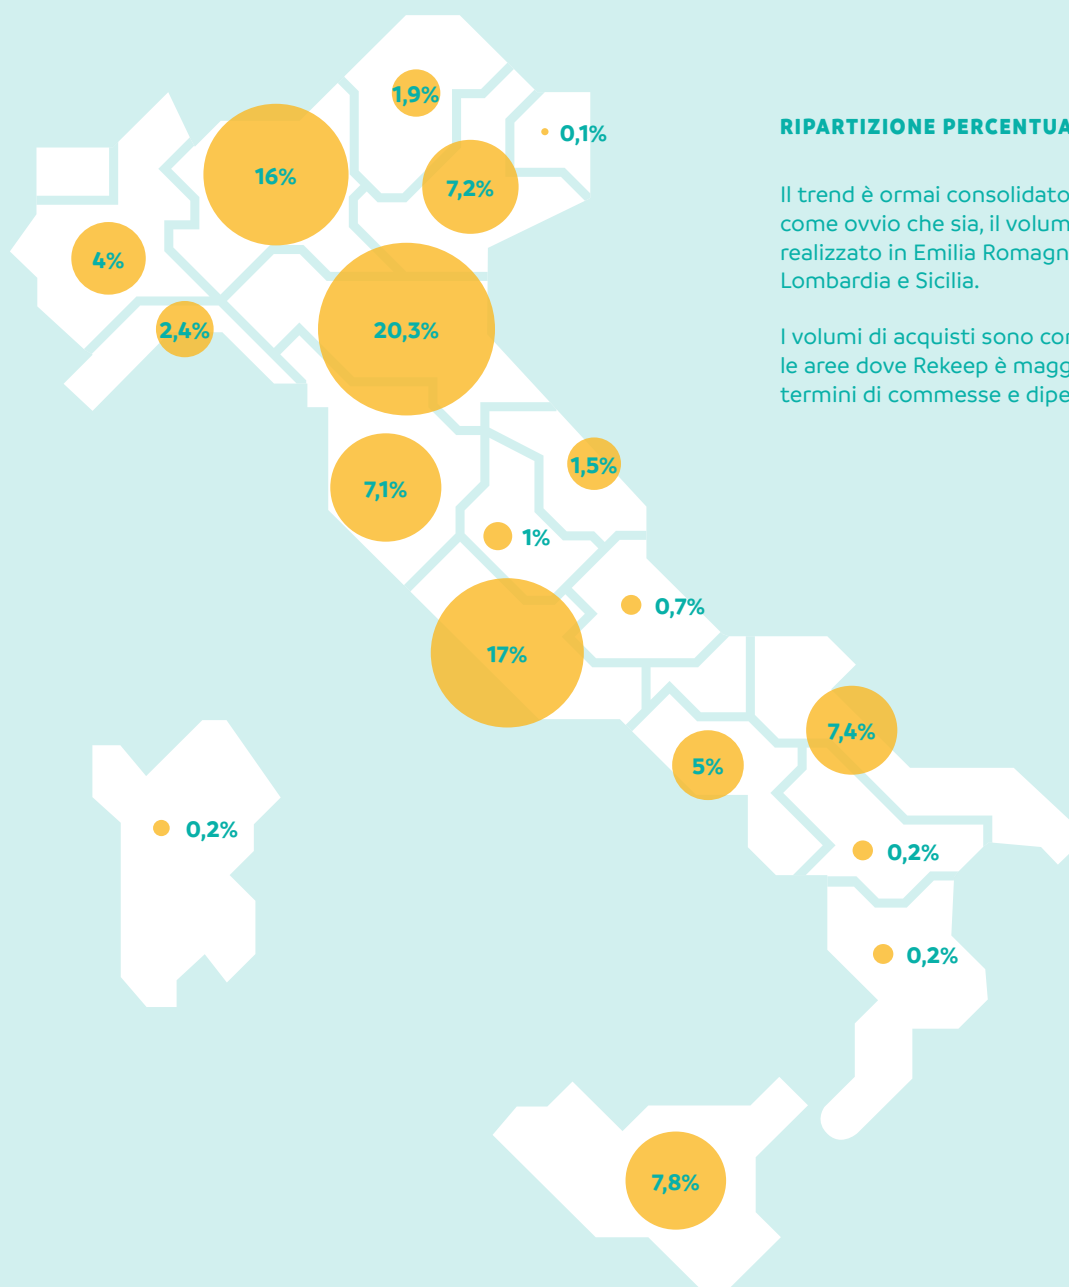 1,9%
0,1%
16%
7,2%
4%
2,4%
20,3%
7,1%
1,5%
1%
0,7%
17%
7,4%
5%
0,2%
0,2%
0,2%
7,8%
RIPARTIZIONE PERCENTUA
Il trend è ormai consolidato
come ovvio che sia, il volum
realizzato in Emilia Romagn
Lombardia e Sicilia.
I volumi di acquisti sono cor
le aree dove Rekeep è magg
termini di commesse e dipe